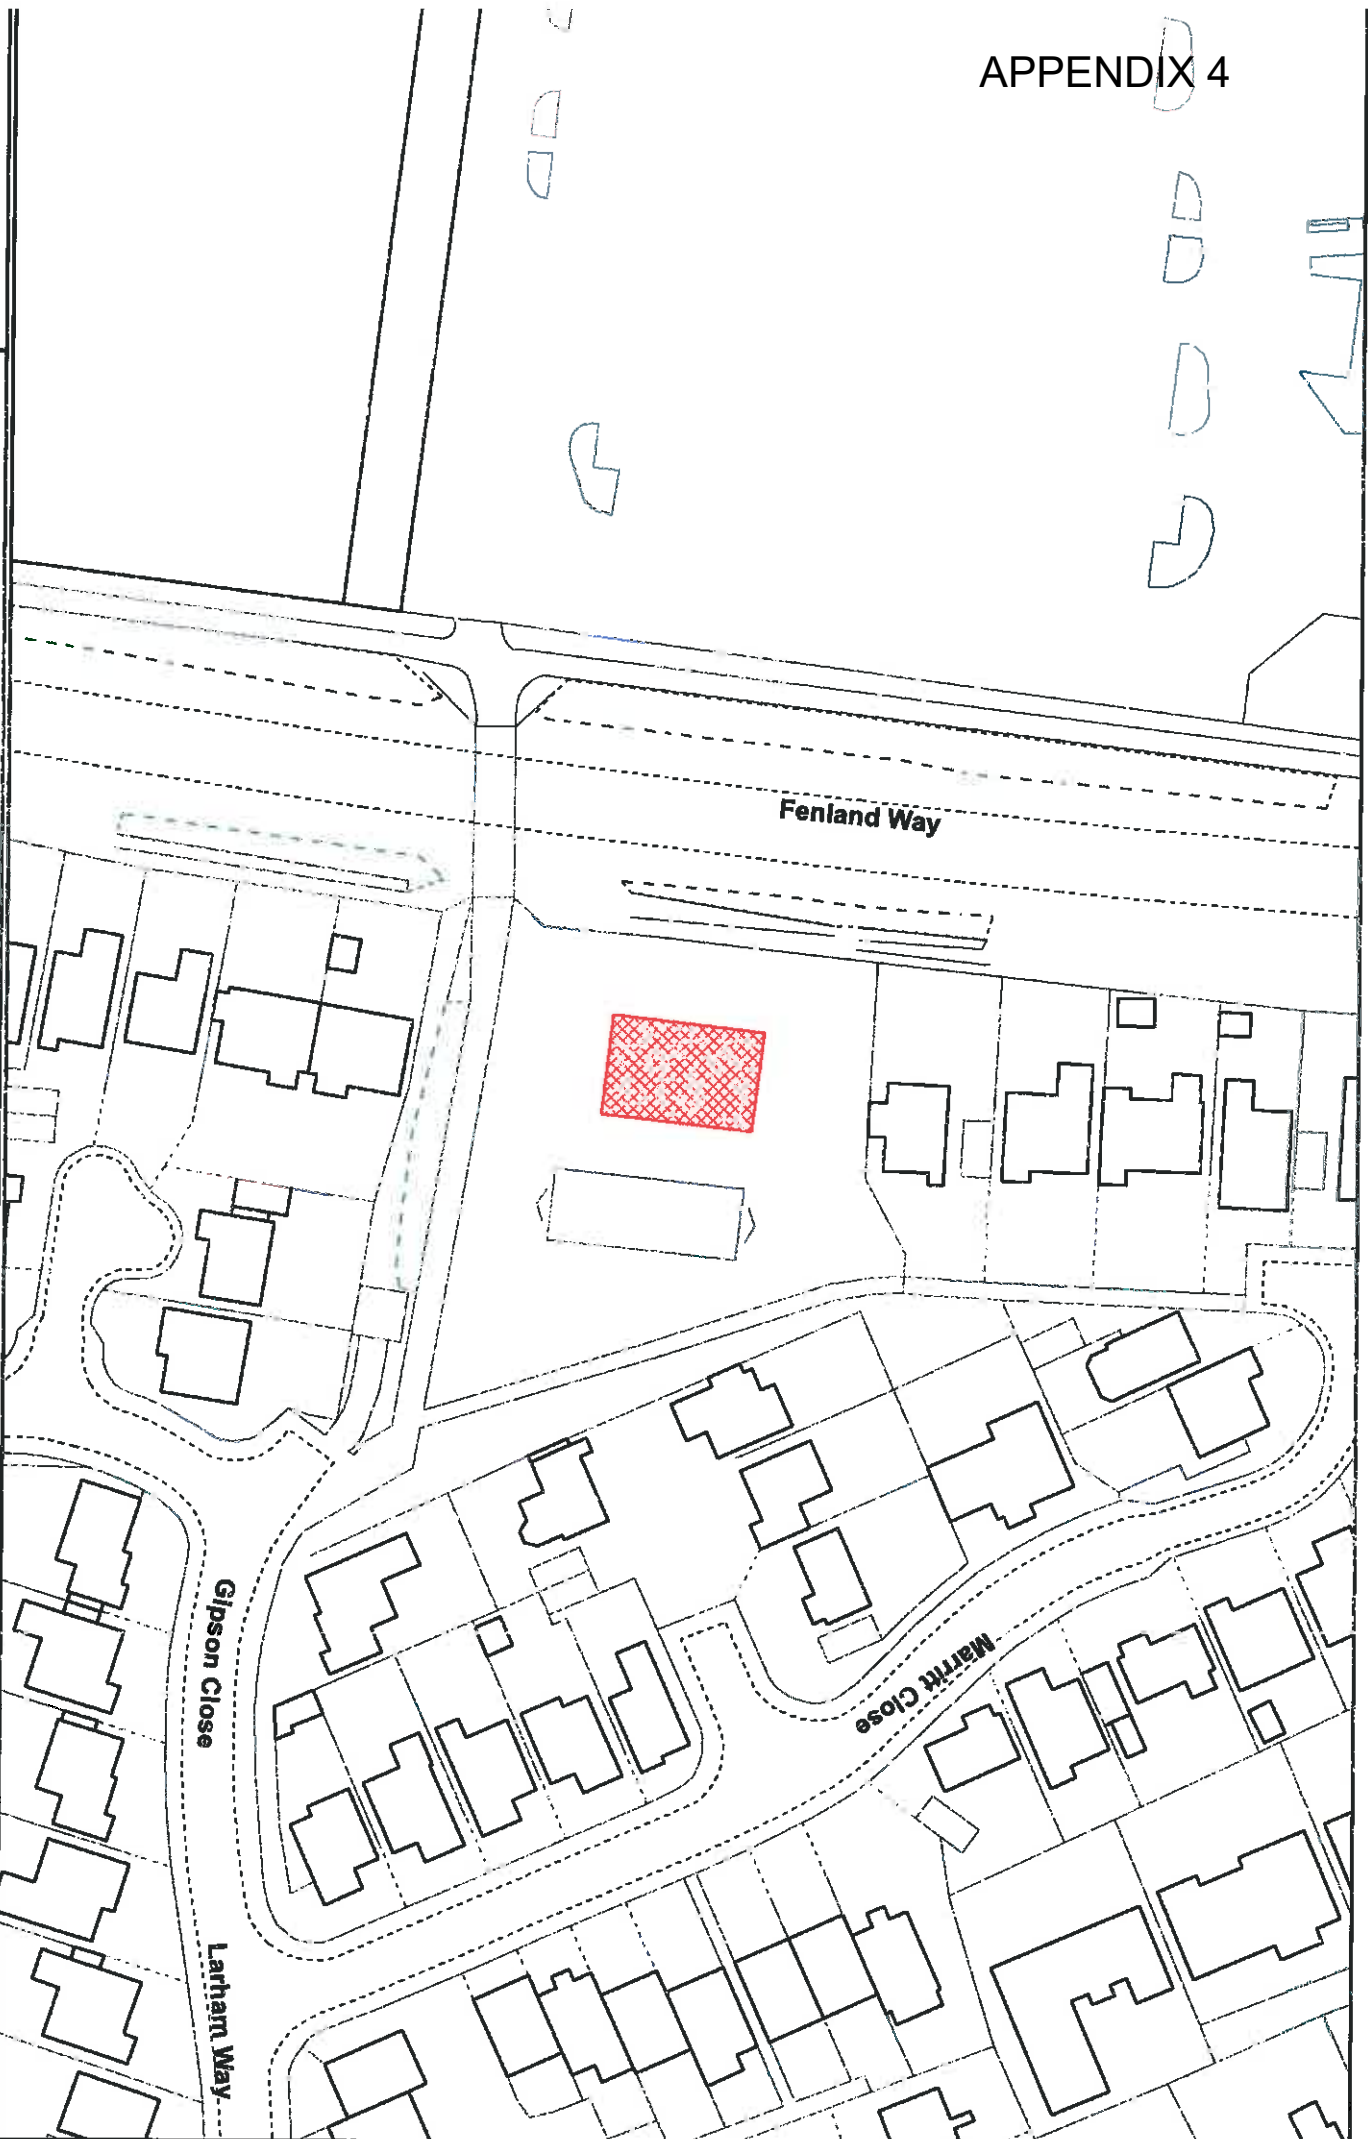 APPENDIX 4
Fenland Way
Gipson Close
Marritt Close
Larham Way